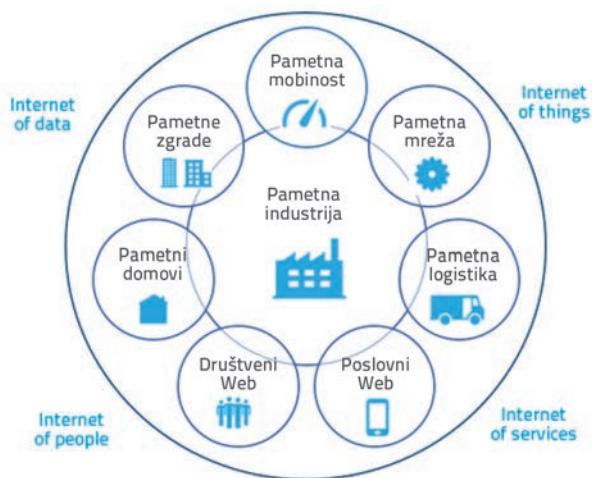 Pametna
mobinost
Internet
of data
Internet
of things
Pametne
zgrade
Pametna
mreža
Pametna
industrija
Pametni
domovi
Pametna
logistika
Društveni
Web
Poslovni
Web
Internet
of people
Internet
of services